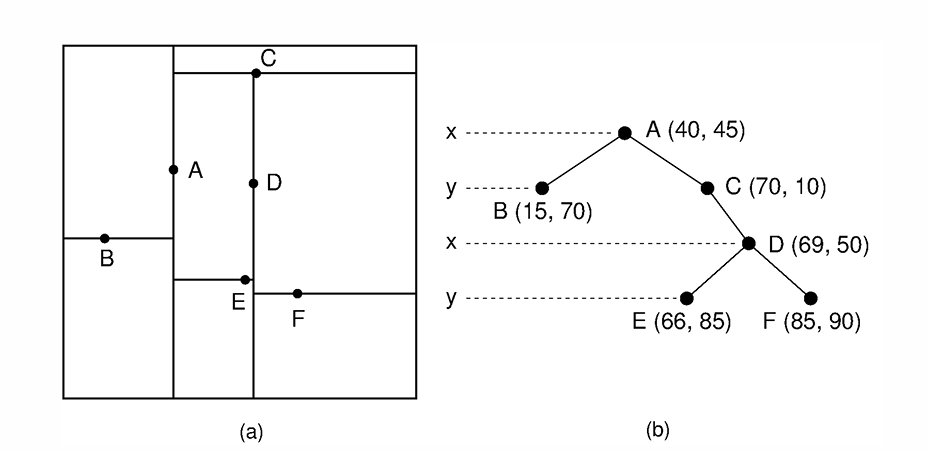 C
A
D
B
E
F
(a)
x
A (40, 45)
y
B (15, 70)
C (70, 10)
x
D (69, 50)
y
E (66, 85)
F (85, 90)
(b)